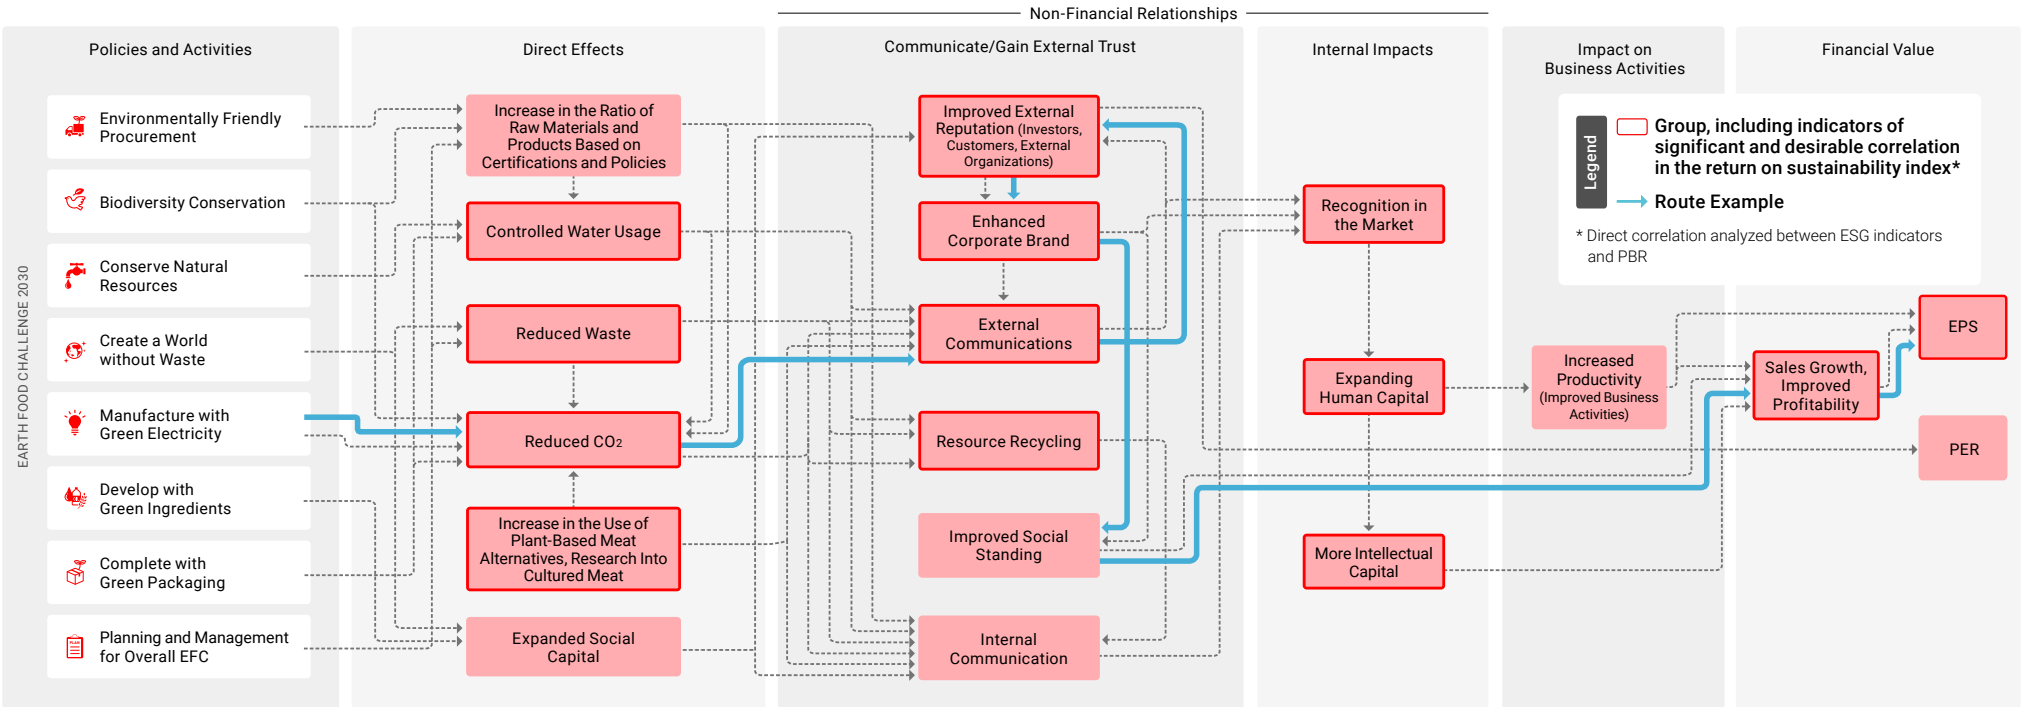 Non-Financial Relationships
Policies and Activities
Direct Effects
Communicate/Gain External Trust
Internal Impacts
Impact on
Business Activities
Financial Value
EARTH FOOD CHALLENGE 2030
Environmentally Friendly
Procurement
Biodiversity Conservation
Conserve Natural
Resources
Create a World
without Waste
Manufacture with
Green Electricity
Develop with
Green Ingredients
Complete with
Green Packaging
PLAN
Planning and Management
for Overall EFC
Increase in the Ratio of
Raw Materials and
Products Based on
Certifications and Policies
Controlled Water Usage
Reduced Waste
Reduced CO2
Increase in the Use of
Plant-Based Meat
Alternatives, Research Into
Cultured Meat
Expanded Social
Capital
Improved External
Reputation (Investors,
Customers, External
Organizations)
Enhanced
Corporate Brand
External
Communications
Resource Recycling
Improved Social
Standing
Internal
Communication
Recognition in
the Market
Expanding
Human Capital
More Intellectual
Capital
Increased
Productivity
(Improved Business
Activities)
Sales Growth,
Improved
Profitability
EPS
PER
Legend
Group, including indicators of
significant and desirable correlation
in the return on sustainability index*
Route Example
* Direct correlation analyzed between ESG indicators
and PBR